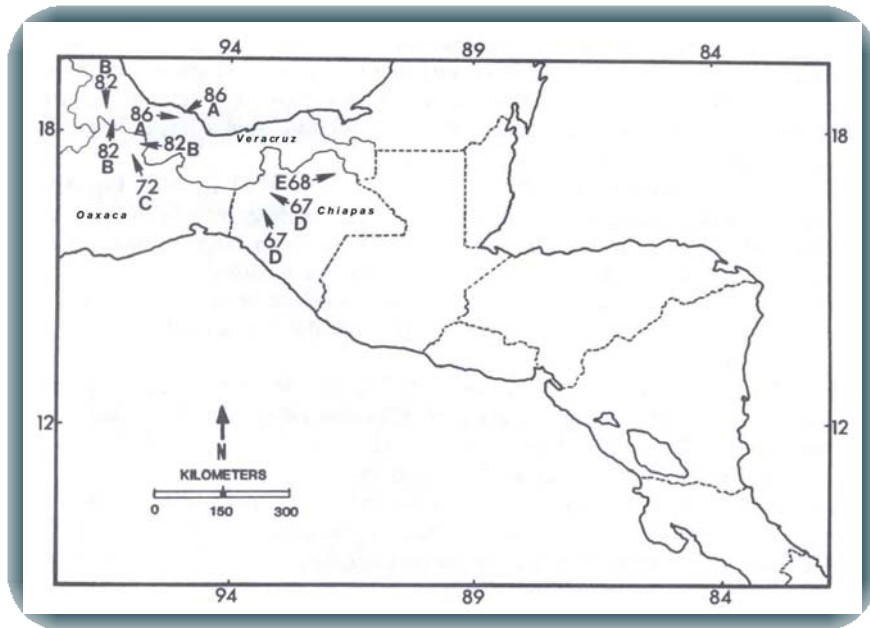 94 89 84
B
82
86
A
86
A
18 18
Veracruz
82B
82
B
E68
72
C
Oaxaca
67
D
Chiapas
67
D
12 12
N
KILOMETERS
0 150 300
94 89 84